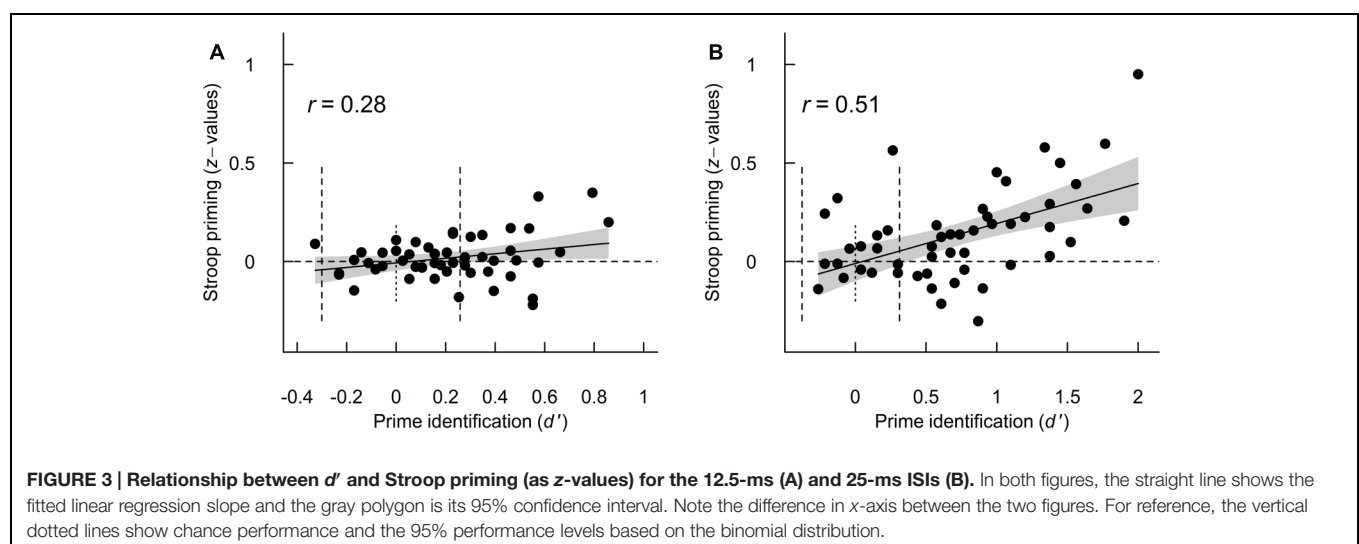 A
1
0.5
0
Stroop priming (z−values)
r = 0.28
-0.4 -0.2 0 0.2 0.4 0.6 0.8 1
Prime identification (d′)
B
1
0.5
0
Stroop priming (z−values)
r = 0.51
0 0.5 1 1.5 2
Prime identification (d′)
FIGURE 3 | Relationship between d′ and Stroop priming (as z-values) for the 12.5-ms (A) and 25-ms ISIs (B). In both figures, the straight line shows the
fitted linear regression slope and the gray polygon is its 95% confidence interval. Note the difference in x-axis between the two figures. For reference, the vertical
dotted lines show chance performance and the 95% performance levels based on the binomial distribution.